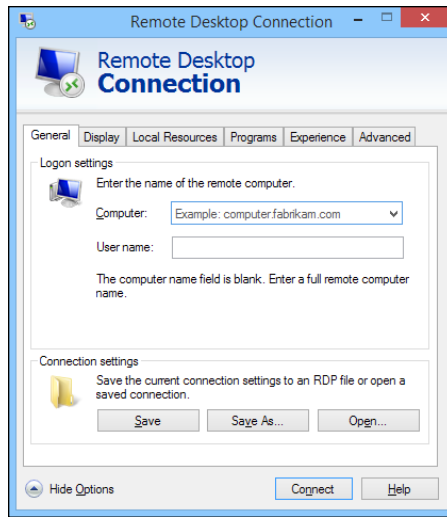 Remote Desktop Connection
Remote Desktop
Connection
General Display Local Resources Programs Experience Advanced
Logon settings
Enter the name of the remote computer.
Computer: Example: computer.fabrikam.com
User name:
The computer name field is blank. Enter a full remote computer
name.
Connection settings
Save the current connection settings to an RDP file or open a
saved connection.
Save Save As... Open...
Hide Options Connect Help